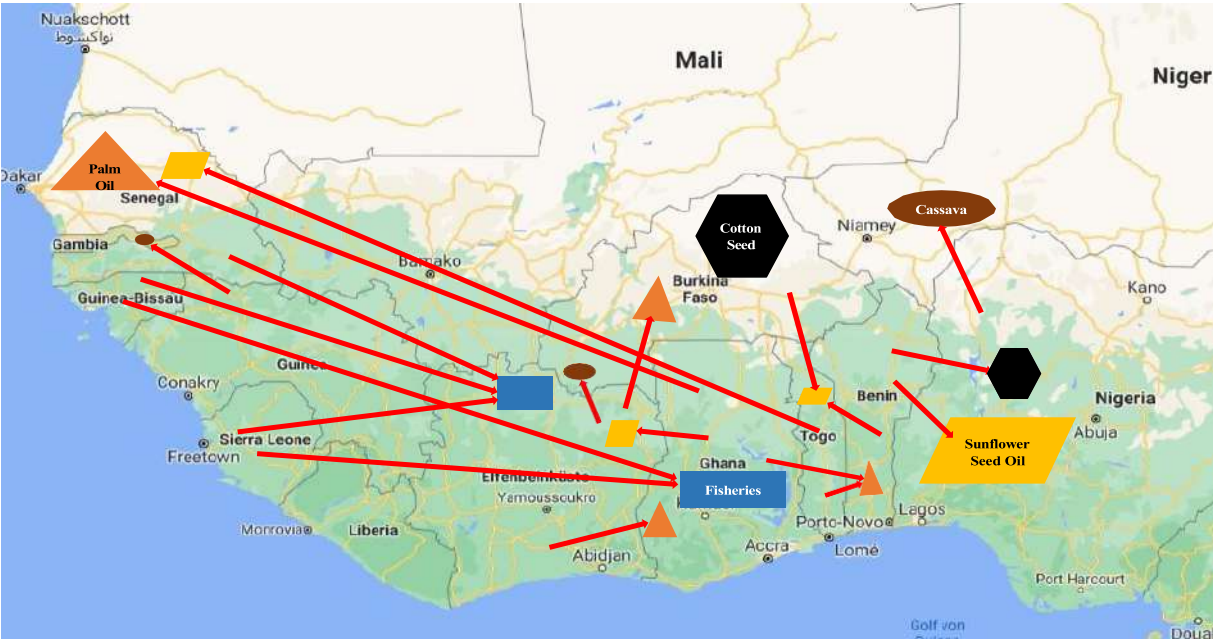 Nuakschott
نواكشوط
Mali
Niger
Palm
Oil
Dakar
Senegal
Cassava
Cotton
Seed
Niamey
Gambia
Bamako
Burkina
Faso
Kano
Guinea-Bissau
Guinea
Conakry
Benin
Nigeria
Togo
Abuja
Sierra Leone
Freetown
Sunflower
Seed Oil
Ghana
Elfenbeinküste
Fisheries
Yamoussoukro
Lagos
Porto-Novo
Monrovia
Liberia
Abidjan
Accra
Lomé
Port Harcourt
Golf von
Doua